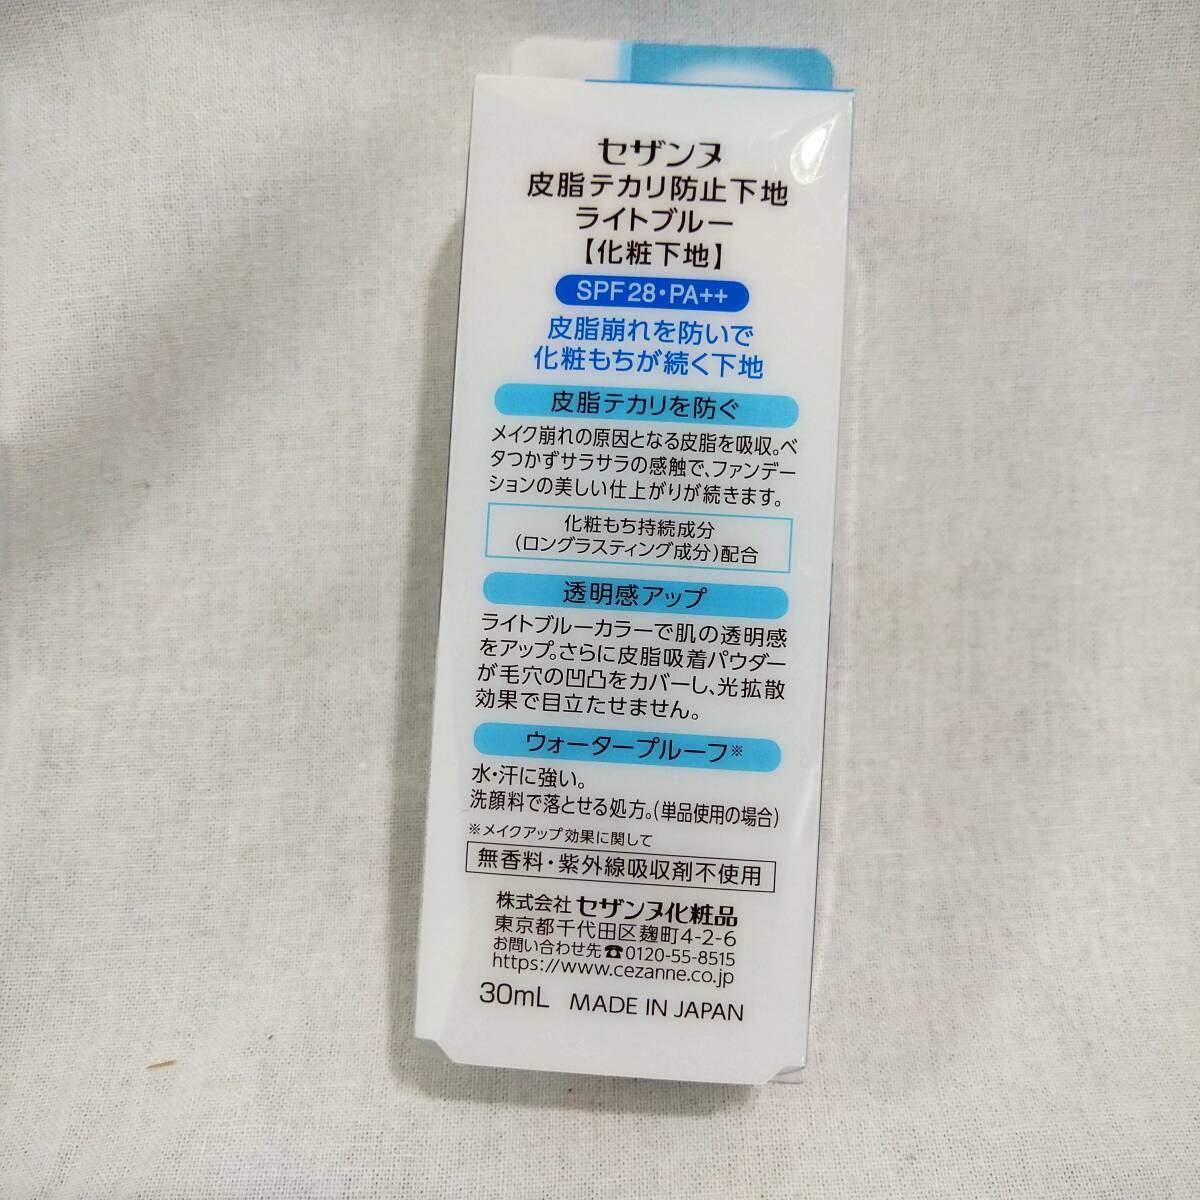 セザンヌ
皮脂テカリ防止下地
ライトブルー
【化粧下地】
SPF28・PA++
皮脂崩れを防いで
化粧もちが続く下地
皮脂テカリを防ぐ
メイク崩れの原因となる皮脂を吸収。ベ
タつかずサラサラの感触で、ファンデー
ションの美しい仕上がりが続きます。
化粧もち持続成分
(ロングラスティング成分)配合
透明感アップ
ライトブルーカラーで肌の透明感
をアップ。さらに皮脂吸着パウダー
が毛穴の凹凸をカバーし、光拡散
効果で目立たせません。
ウォータープルーフ※
水・汗に強い。
洗顔料で落とせる処方。(単品使用の場合)
※メイクアップ効果に関して
無香料・紫外線吸収剤不使用
株式会社 セザンヌ化粧品
東京都千代田区麹町4-2-6
お問い合わせ先☎0120-55-8515
https://www.cezanne.co.jp
30mL MADE IN JAPAN